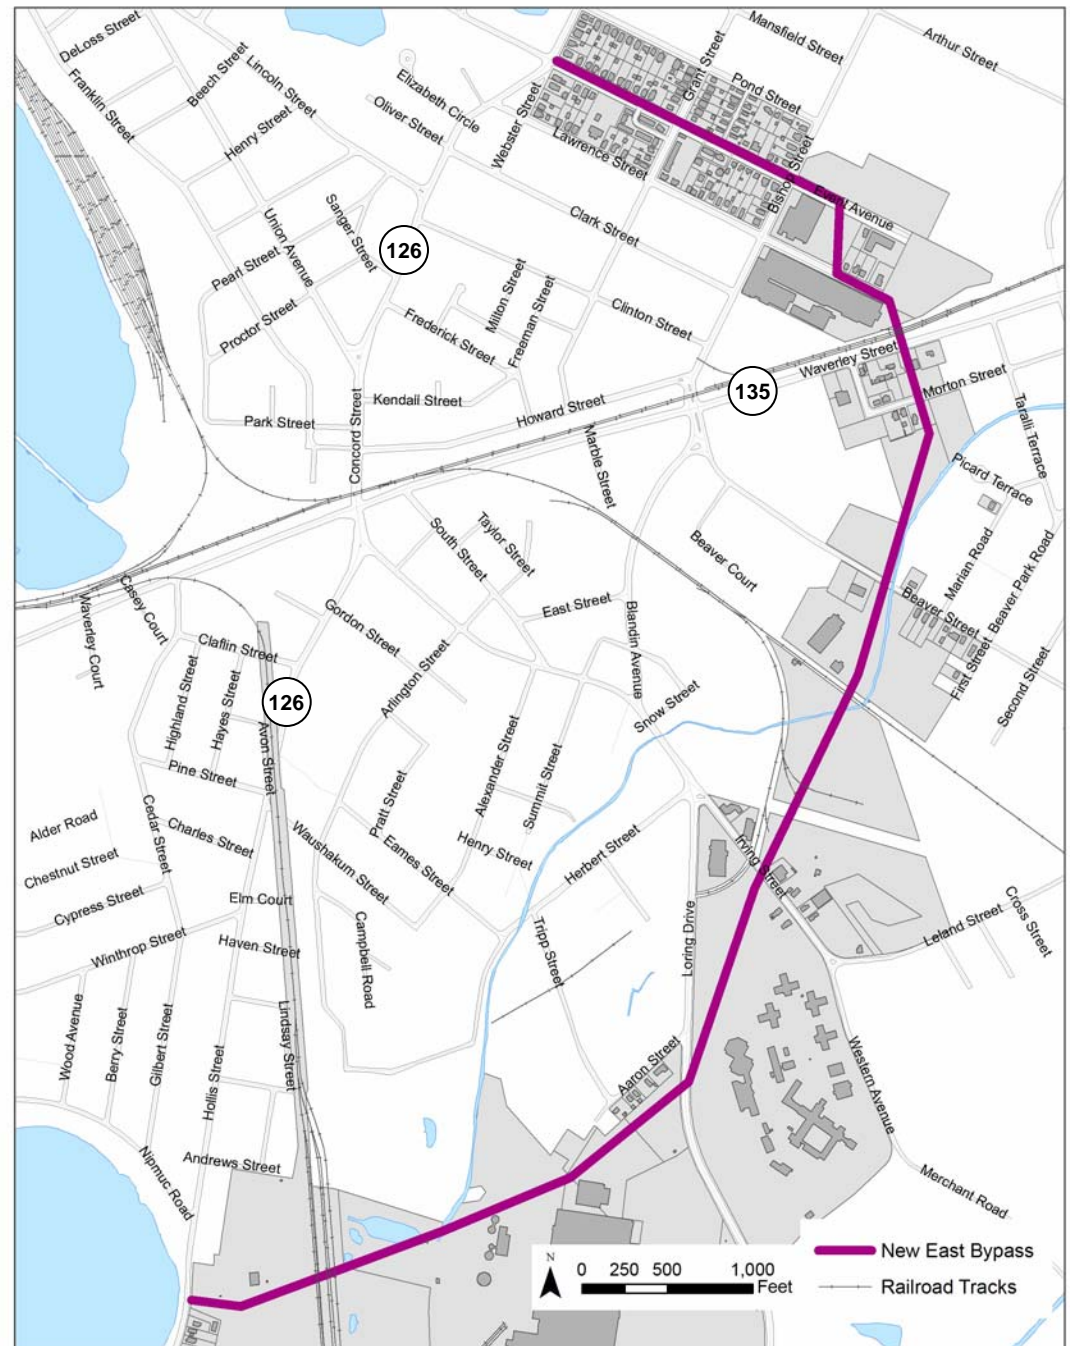 DeLoss Street
Franklin Street
Beech Street
Lincoln Street
Henry Street
Elizabeth Circle
Oliver Street
Webster Street
Lawrence Street
Grant Street
Mansfield Street
Pond Street
Arthur Street
Bishop Street
Clark Street
Union Avenue
Sanger Street
126
Pearl Street
Proctor Street
Frederick Street
Milton Street
Freeman Street
Clinton Street
Waverley Street
135
Morton Street
Taralli Terrace
Park Street
Kendall Street
Concord Street
Howard Street
Marble Street
Picard Terrace
South Street
Taylor Street
Beaver Court
Marian Road
Beaver Park Road
Beaver Street
First Street
Second Street
Waverley Court
Casey Court
Claflin Street
Gordon Street
East Street
Blandin Avenue
Arlington Street
Highland Street
Hayes Street
126
Avon Street
Snow Street
Pine Street
Alexander Street
Summit Street
Pratt Street
Alder Road
Cedar Street
Charles Street
Waushakum Street
Eames Street
Henry Street
Herbert Street
Irving Street
Chestnut Street
Cypress Street
Elm Court
Winthrop Street
Haven Street
Campbell Road
Tripp Street
Loring Drive
Leland Street
Cross Street
Wood Avenue
Berry Street
Gilbert Street
Hollis Street
Lindsay Street
Aaron Street
Western Avenue
Nipmuc Road
Andrews Street
Merchant Road
N
0 250 500 1,000
Feet
New East Bypass
Railroad Tracks